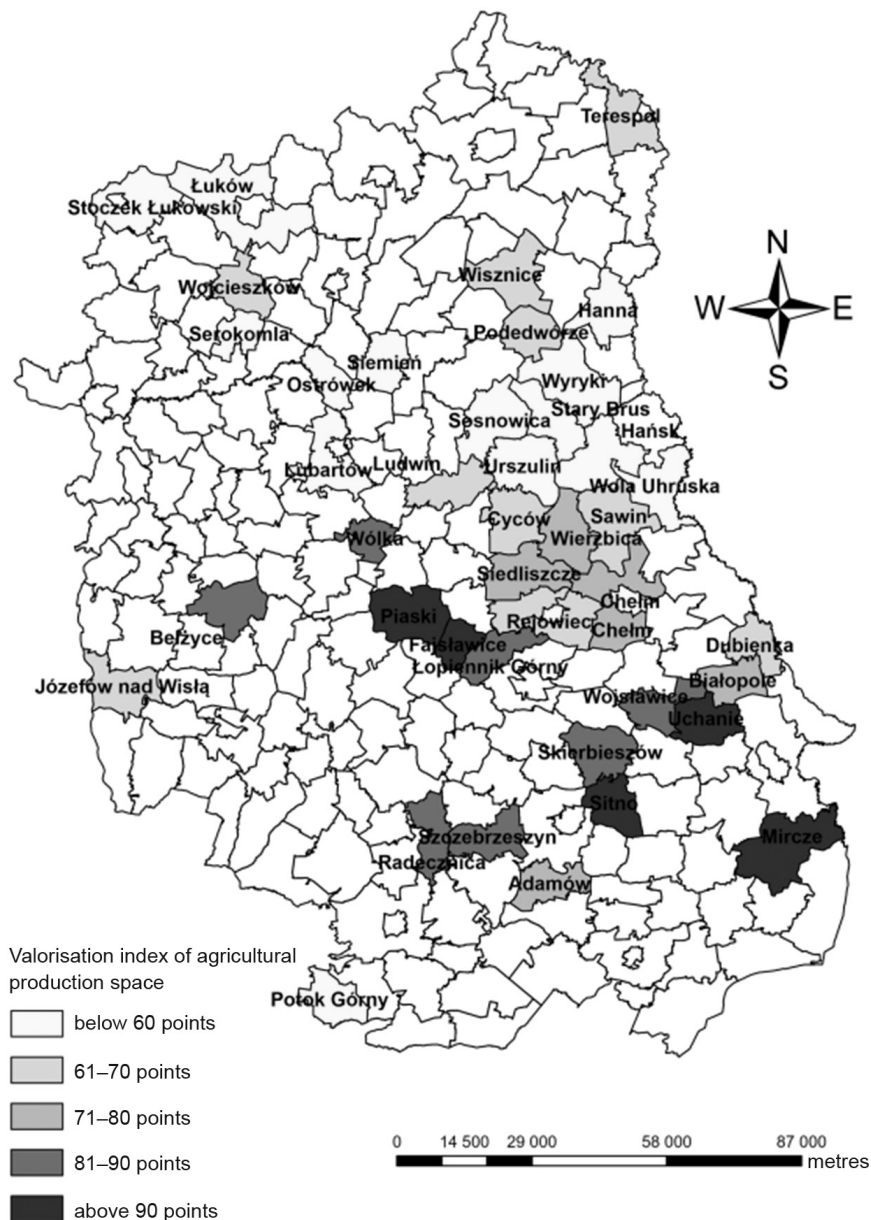 Terespol
Łuków
Stoczek Łukowski
N
Wisznice
Wojcieszków
W
E
Hanna
Podedwórze
Serokomla
S
Siemień
Ostrówek
Wyryki
Stary Brus
Sosnowica
Hańsk
Ludwin
Urszulin
Lubartów
Wola Uhruska
Cyców
Sawin
Wólka
Wierzbica
Siedliszcze
Chełm
Piaski
Rejowiec
Chełm
Bełżyce
Fajsławice
Dubienka
Łopiennik Górny
Białopole
Józefów nad Wisłą
Wojsławice
Uchanie
Skierbieszów
Sitno
Szczebrzeszyn
Mircze
Radecznica
Adamów
Valorisation index of agricultural
production space
Potok Górny
below 60 points
61–70 points
71–80 points
81–90 points
above 90 points
0 14 500 29 000 58 000 87 000
metres